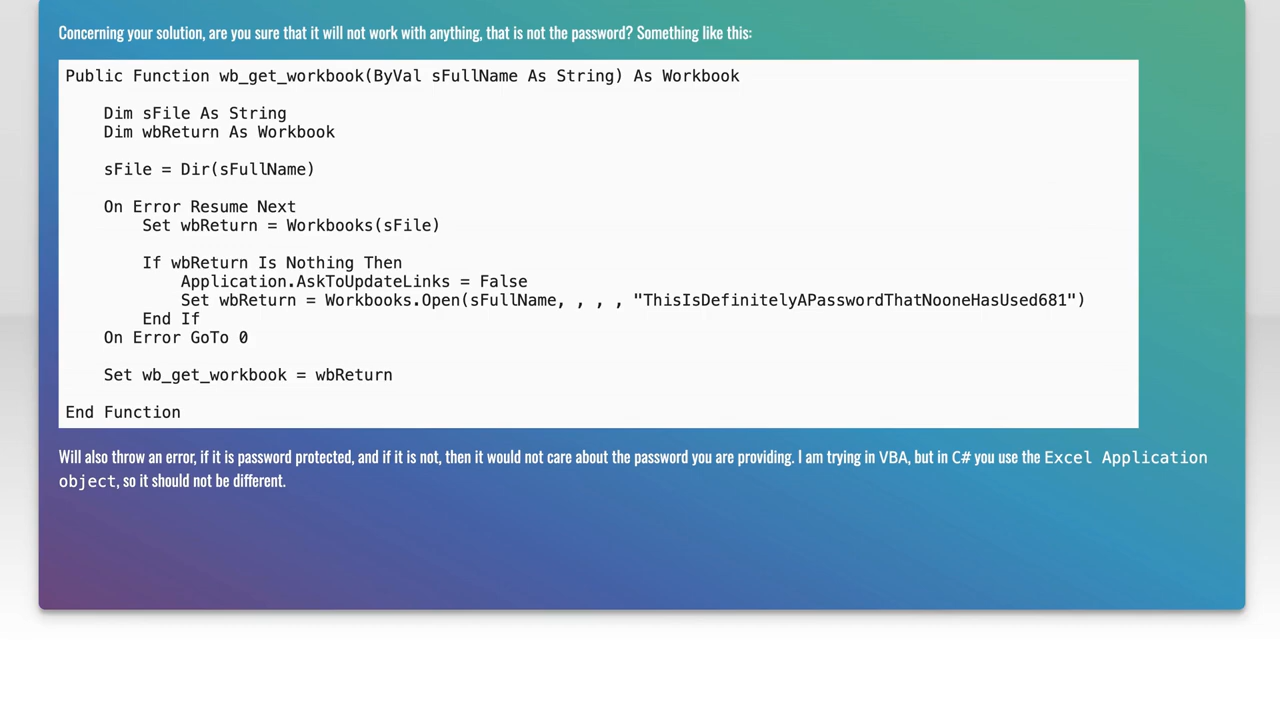 Concerning your solution, are you sure that it will not work with anything, that is not the password? Something like this:
Public Function wb_get_workbook(ByVal sFullName As String) As Workbook
    Dim sFile As String
    Dim wbReturn As Workbook
    sFile = Dir(sFullName)
    On Error Resume Next
        Set wbReturn = Workbooks(sFile)
        If wbReturn Is Nothing Then
            Application.AskToUpdateLinks = False
            Set wbReturn = Workbooks.Open(sFullName, , , , "ThisIsDefinitelyAPasswordThatNooneHasUsed681")
        End If
    On Error GoTo 0
    Set wb_get_workbook = wbReturn
End Function
Will also throw an error, if it is password protected, and if it is not, then it would not care about the password you are providing. I am trying in VBA, but in C# you use the Excel Application
object, so it should not be different.